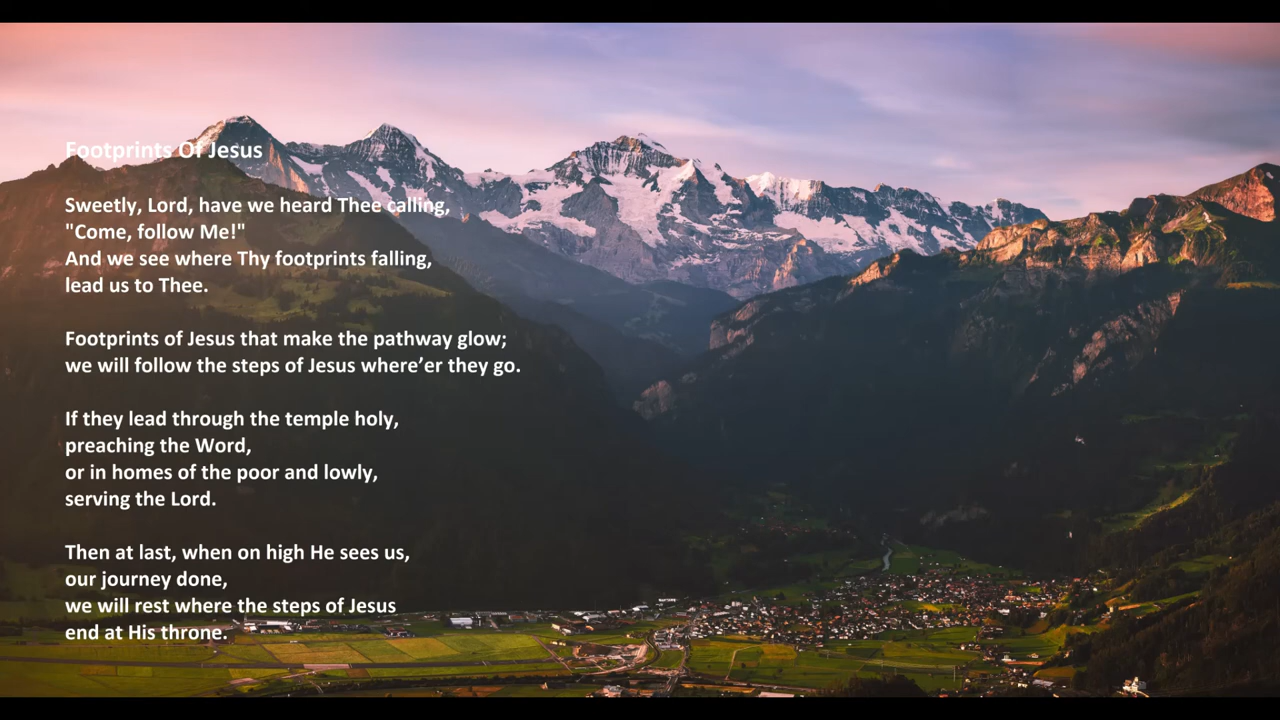 Footprints Of Jesus
Sweetly, Lord, have we heard Thee calling,
"Come, follow Me!"
And we see where Thy footprints falling,
lead us to Thee.
Footprints of Jesus that make the pathway glow;
we will follow the steps of Jesus where’er they go.
If they lead through the temple holy,
preaching the Word,
or in homes of the poor and lowly,
serving the Lord.
Then at last, when on high He sees us,
our journey done,
we will rest where the steps of Jesus
end at His throne.